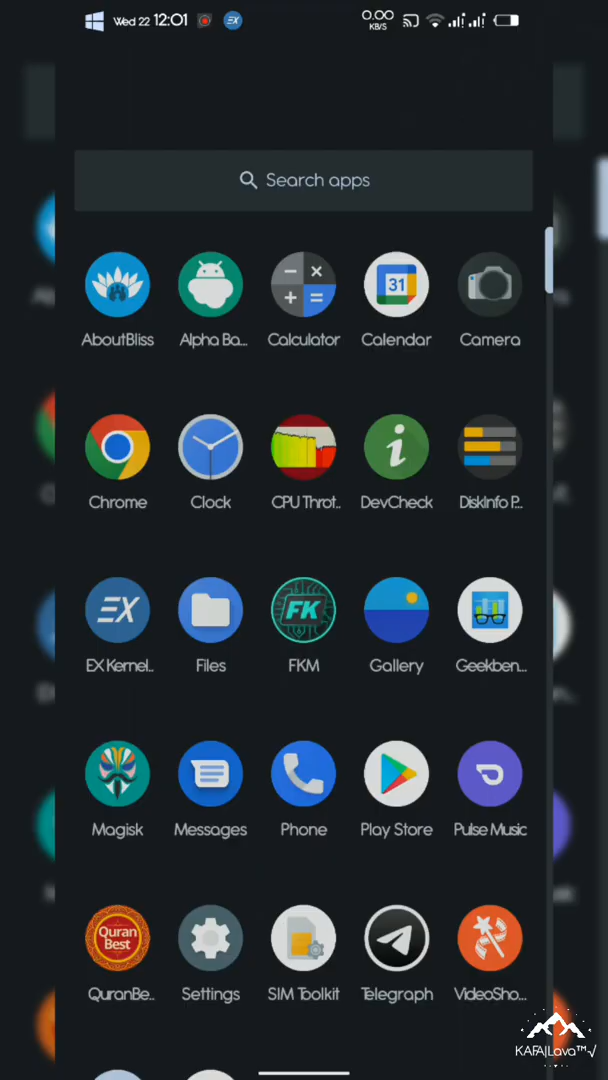 Wed 22 12:01 EX 0.00
KB/S
Search apps
31
AboutBliss Alpha Ba... Calculator Calendar Camera
Chrome Clock CPU Throt.. DevCheck DiskInfo P...
EX FK
EX Kernel.. Files FKM Gallery Geekben...
Magisk Messages Phone Play Store Pulse Music
Quran
Best
QuranBe.. Settings SIM Toolkit Telegraph VideoSho...
KAFA|Lava™√